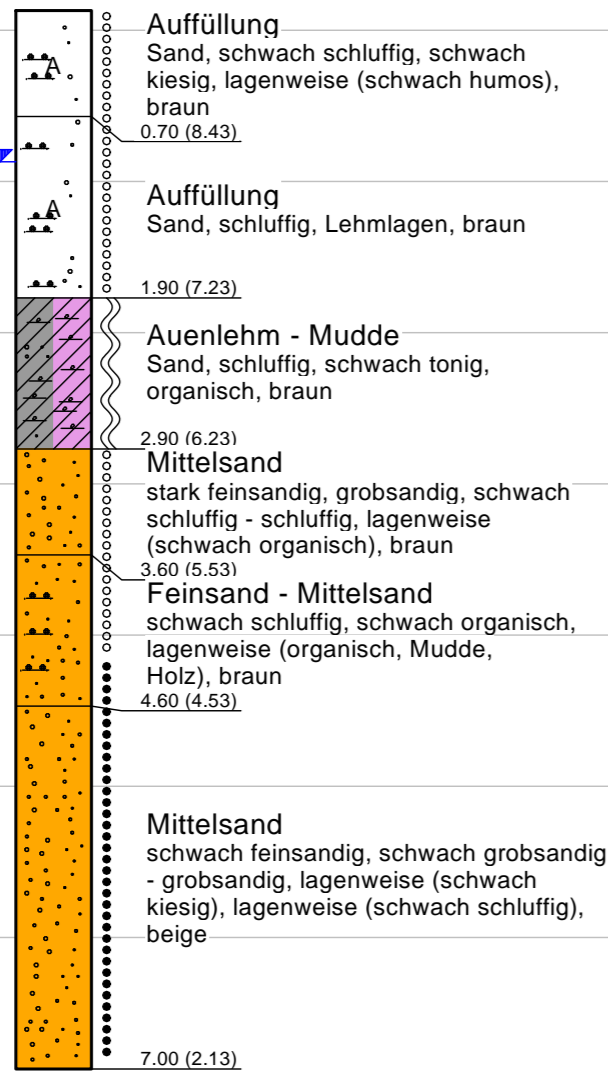 Auffüllung
Sand, schwach schluffig, schwach
kiesig, lagenweise (schwach humos),
braun
A
0.70 (8.43)
Auffüllung
Sand, schluffig, Lehmlagen, braun
A
1.90 (7.23)
Auenlehm - Mudde
Sand, schluffig, schwach tonig,
organisch, braun
2.90 (6.23)
Mittelsand
stark feinsandig, grobsandig, schwach
schluffig - schluffig, lagenweise
(schwach organisch), braun
3.60 (5.53)
Feinsand - Mittelsand
schwach schluffig, schwach organisch,
lagenweise (organisch, Mudde,
Holz), braun
4.60 (4.53)
Mittelsand
schwach feinsandig, schwach grobsandig
- grobsandig, lagenweise (schwach
kiesig), lagenweise (schwach schluffig),
beige
7.00 (2.13)